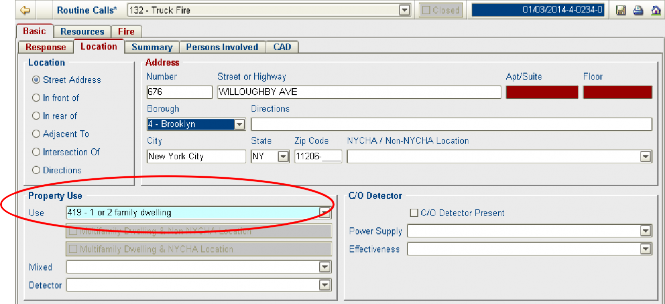 Routine Calls* 132 - Truck Fire Closed 01/03/2014-4-0234-0
Basic Resources Fire
Response Location Summary Persons Involved CAD
Location
Street Address
In front of
In rear of
Adjacent To
Intersection Of
Directions
Address
Number Street or Highway Apt/Suite Floor
676 WILLOUGHBY AVE
Borough Directions
4 - Brooklyn
City State Zip Code NYCHA / Non-NYCHA Location
New York City NY 11206-
Property Use
Use 419 - 1 or 2 family dwelling
Multifamily Dwelling & Non-NYCHA Location
Multifamily Dwelling & NYCHA Location
Mixed
Detector
C/O Detector
C/O Detector Present
Power Supply
Effectiveness